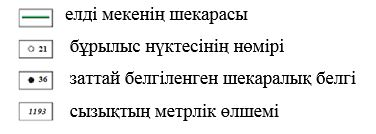 елді мекенің шекарасы
21 бұрылыс нүктесінің нөмірі
36 заттай белгіленген шекаралық белгі
1193 сызықтың метрлік өлшемі